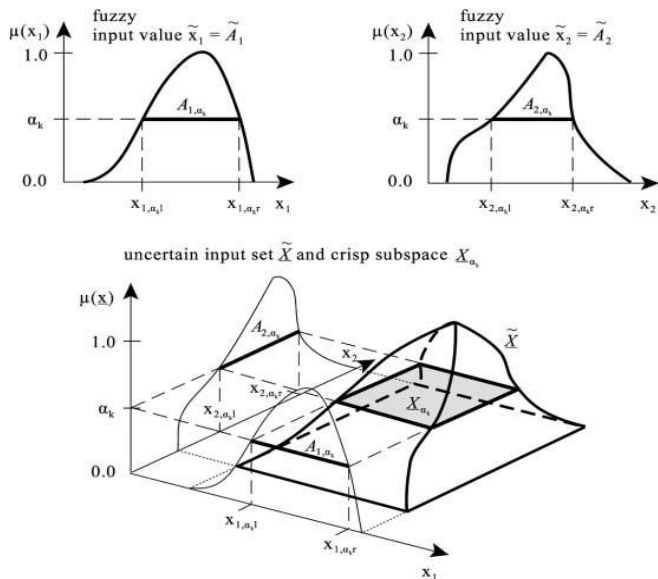 fuzzy
input value x̃₁ = Ã₁
μ(x₁)
1.0
A₁,αₖ
αₖ
0.0
x₁,αₖl
x₁,αₖr
x₁
fuzzy
input value x̃₂ = Ã₂
μ(x₂)
1.0
A₂,αₖ
αₖ
0.0
x₂,αₖl
x₂,αₖr
x₂
uncertain input set X̃ and crisp subspace X_αₖ
μ(x)
1.0
A₂,αₖ
x₂
X̃
x₂,αₖr
αₖ
x₂,αₖl
X_αₖ
A₁,αₖ
0.0
x₁,αₖl
x₁,αₖr
x₁